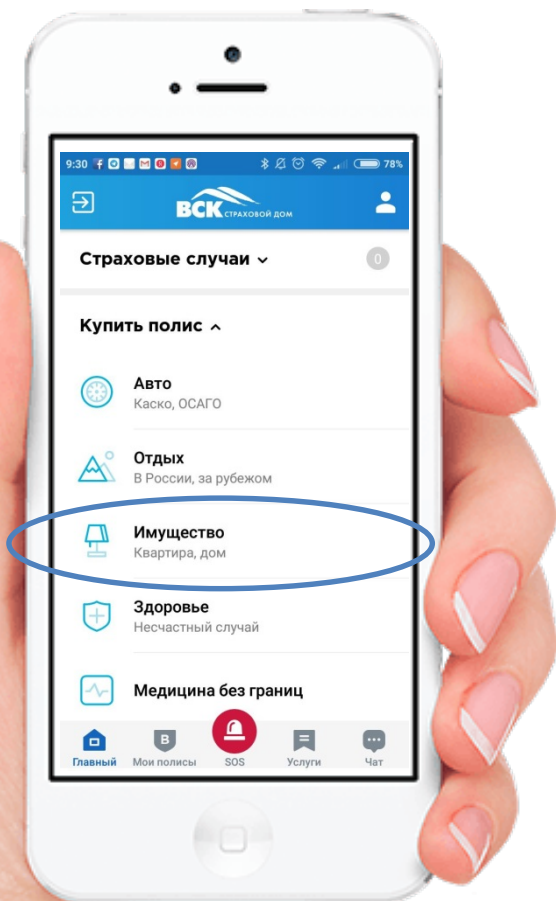 9:30
78%
ВСК СТРАХОВОЙ ДОМ
Страховые случаи
0
Купить полис
Авто
Каско, ОСАГО
Отдых
В России, за рубежом
Имущество
Квартира, дом
Здоровье
Несчастный случай
Медицина без границ
В
Главный Мои полисы SOS Услуги Чат